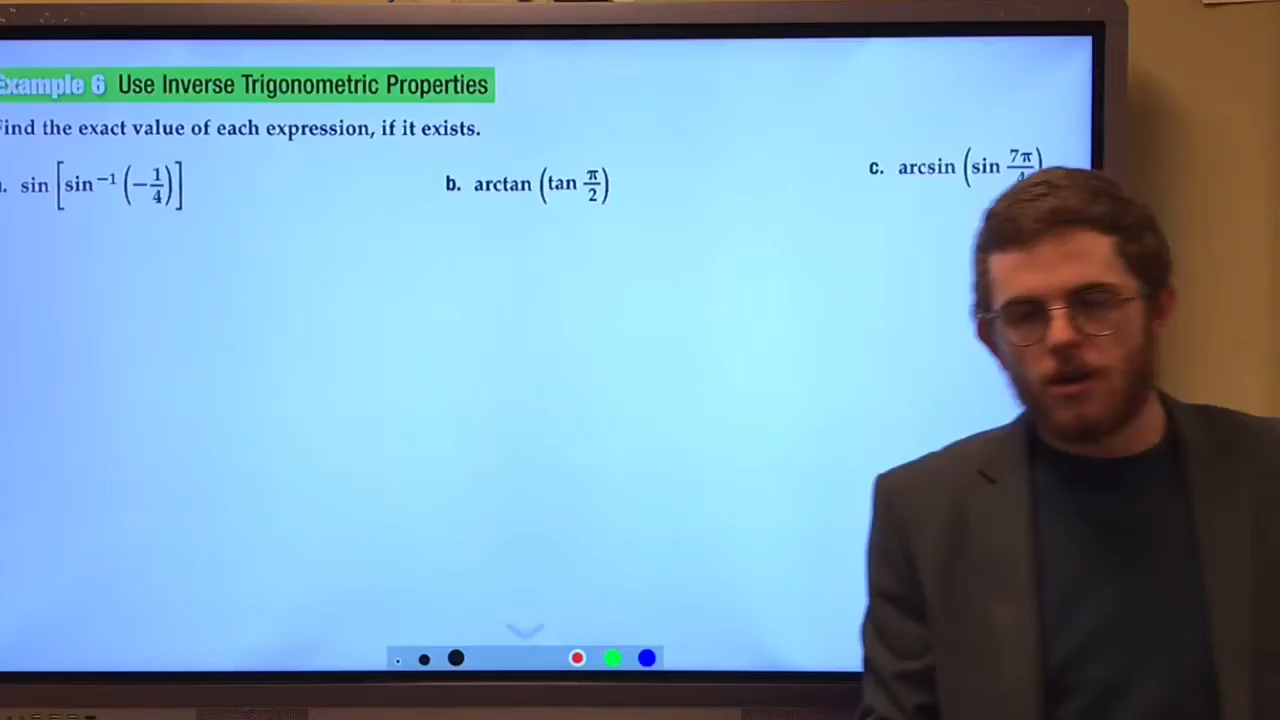 Example 6 Use Inverse Trigonometric Properties
Find the exact value of each expression, if it exists.
. sin [sin⁻¹ (−1/4)]
b. arctan (tan π/2)
c. arcsin (sin 7π/4)